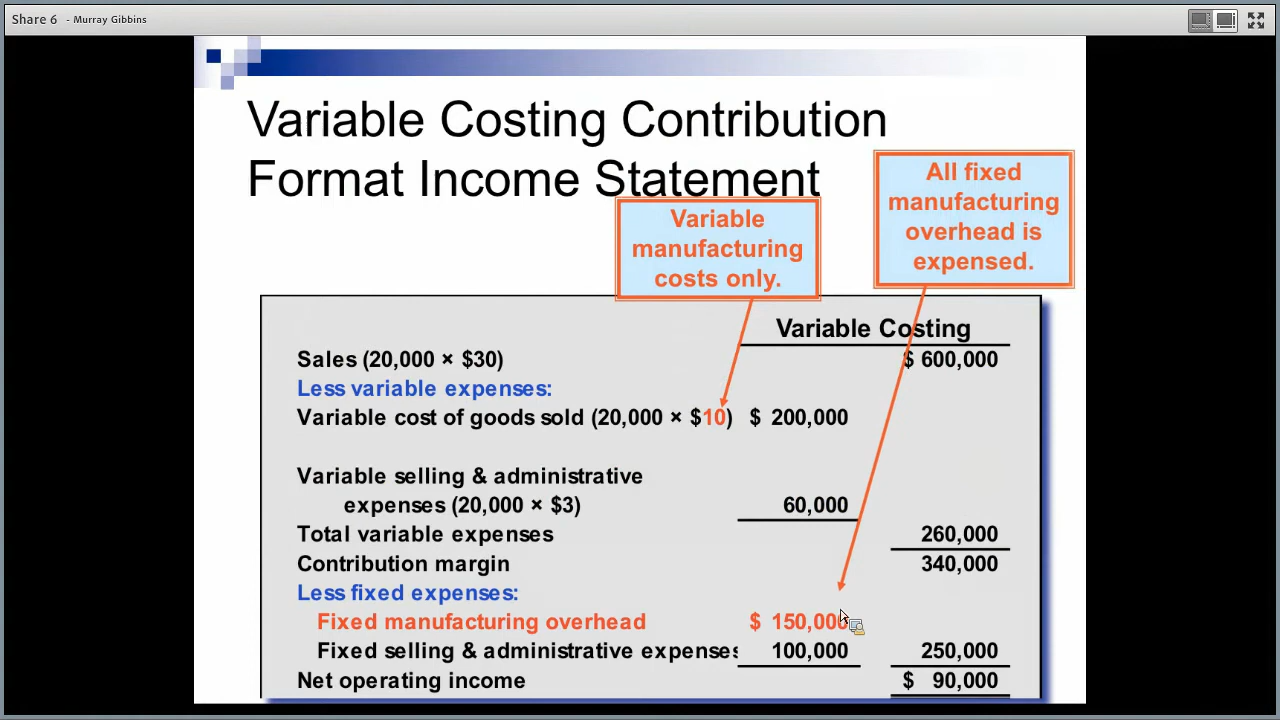 Share 6 - Murray Gibbins
Variable Costing Contribution
Format Income Statement
All fixed
manufacturing
overhead is
expensed.
Variable
manufacturing
costs only.
Variable Costing
Sales (20,000 × $30) $ 600,000
Less variable expenses:
Variable cost of goods sold (20,000 × $10) $ 200,000
Variable selling & administrative
expenses (20,000 × $3) 60,000
Total variable expenses 260,000
Contribution margin 340,000
Less fixed expenses:
Fixed manufacturing overhead $ 150,000
Fixed selling & administrative expenses 100,000 250,000
Net operating income $ 90,000